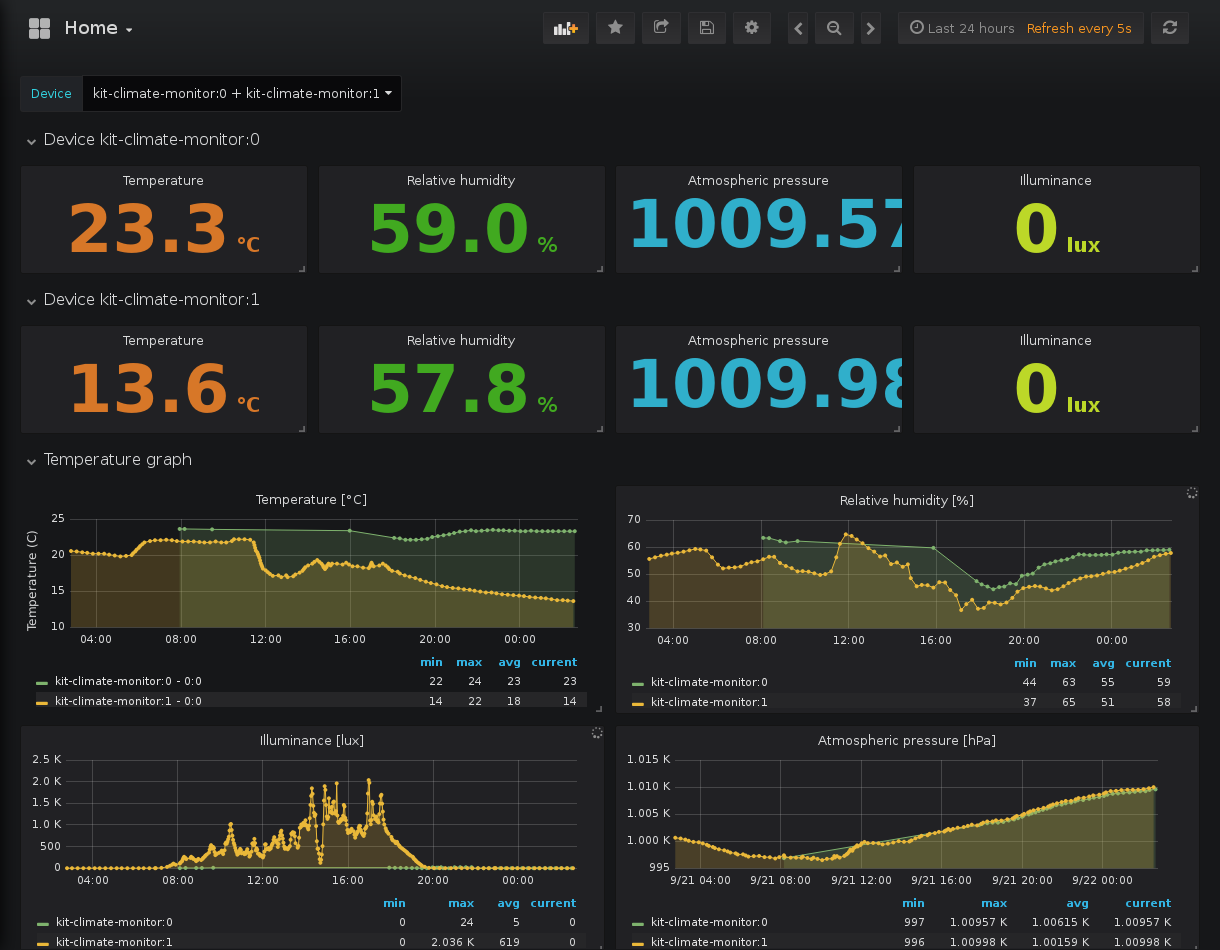 Home
Last 24 hours Refresh every 5s
Device kit-climate-monitor:0 + kit-climate-monitor:1
Device kit-climate-monitor:0
Temperature Relative humidity Atmospheric pressure Illuminance
23.3 °C 59.0 % 1009.57 0 lux
Device kit-climate-monitor:1
Temperature Relative humidity Atmospheric pressure Illuminance
13.6 °C 57.8 % 1009.98 0 lux
Temperature graph
Temperature [°C]
Temperature (C)
25
20
15
10
04:00 08:00 12:00 16:00 20:00 00:00
min max avg current
kit-climate-monitor:0 - 0:0 22 24 23 23
kit-climate-monitor:1 - 0:0 14 22 18 14
Relative humidity [%]
70
60
50
40
30
04:00 08:00 12:00 16:00 20:00 00:00
min max avg current
kit-climate-monitor:0 44 63 55 59
kit-climate-monitor:1 37 65 51 58
Illuminance [lux]
2.5 K
2.0 K
1.5 K
1.0 K
500
0
04:00 08:00 12:00 16:00 20:00 00:00
min max avg current
kit-climate-monitor:0 0 24 5 0
kit-climate-monitor:1 0 2.036 K 619 0
Atmospheric pressure [hPa]
1.015 K
1.010 K
1.005 K
1.000 K
995
9/21 04:00 9/21 08:00 9/21 12:00 9/21 16:00 9/21 20:00 9/22 00:00
min max avg current
kit-climate-monitor:0 997 1.00957 K 1.00615 K 1.00957 K
kit-climate-monitor:1 996 1.00998 K 1.00159 K 1.00998 K